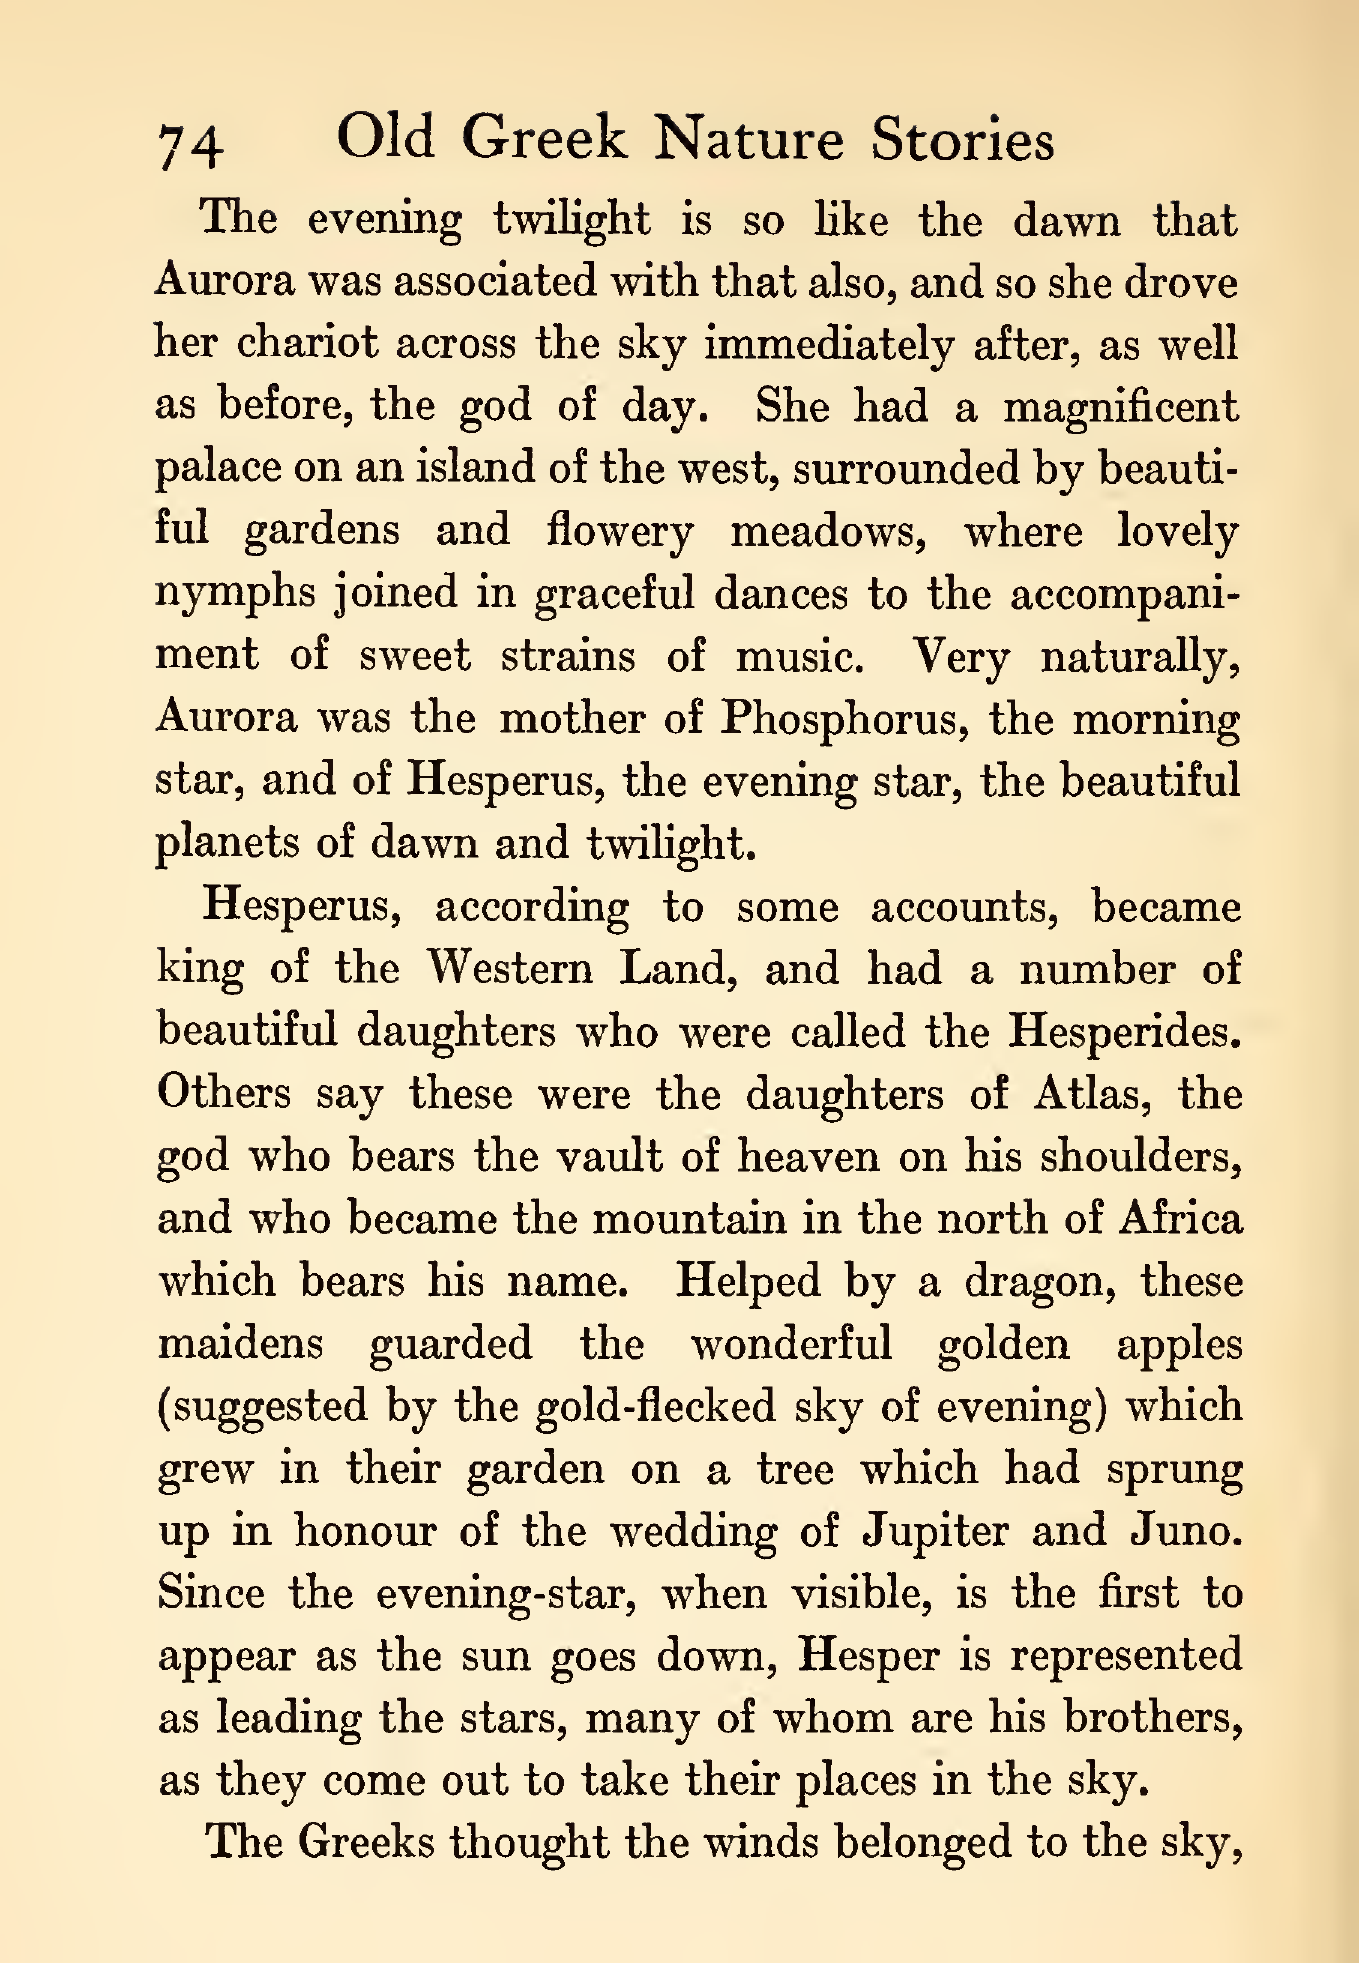 74 Old Greek Nature Stories
The evening twilight is so like the dawn that
Aurora was associated with that also, and so she drove
her chariot across the sky immediately after, as well
as before, the god of day. She had a magnificent
palace on an island of the west, surrounded by beauti-
ful gardens and flowery meadows, where lovely
nymphs joined in graceful dances to the accompani-
ment of sweet strains of music. Very naturally,
Aurora was the mother of Phosphorus, the morning
star, and of Hesperus, the evening star, the beautiful
planets of dawn and twilight.
Hesperus, according to some accounts, became
king of the Western Land, and had a number of
beautiful daughters who were called the Hesperides.
Others say these were the daughters of Atlas, the
god who bears the vault of heaven on his shoulders,
and who became the mountain in the north of Africa
which bears his name. Helped by a dragon, these
maidens guarded the wonderful golden apples
(suggested by the gold-flecked sky of evening) which
grew in their garden on a tree which had sprung
up in honour of the wedding of Jupiter and Juno.
Since the evening-star, when visible, is the first to
appear as the sun goes down, Hesper is represented
as leading the stars, many of whom are his brothers,
as they come out to take their places in the sky.
The Greeks thought the winds belonged to the sky,